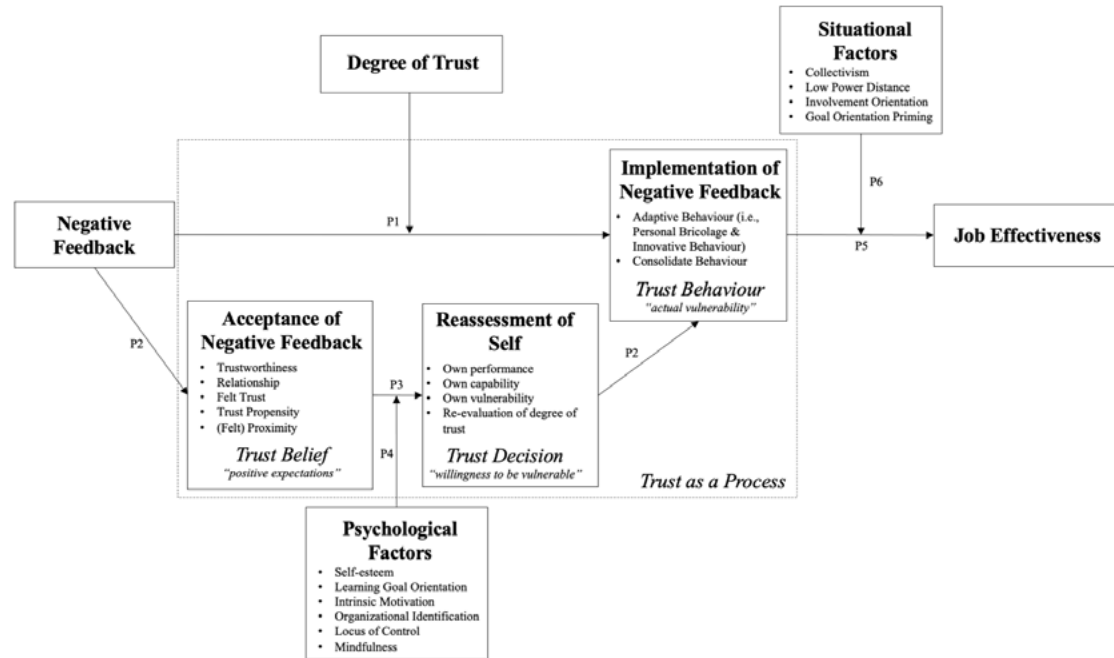 Degree of Trust
Situational
Factors
• Collectivism
• Low Power Distance
• Involvement Orientation
• Goal Orientation Priming
Negative
Feedback
P1
Implementation of
Negative Feedback
• Adaptive Behaviour (i.e.,
Personal Bricolage &
Innovative Behaviour)
• Consolidate Behaviour
Trust Behaviour
"actual vulnerability"
P6
P5
Job Effectiveness
P2
Acceptance of
Negative Feedback
• Trustworthiness
• Relationship
• Felt Trust
• Trust Propensity
• (Felt) Proximity
Trust Belief
"positive expectations"
P3
P4
Reassessment of
Self
• Own performance
• Own capability
• Own vulnerability
• Re-evaluation of degree of
trust
Trust Decision
"willingness to be vulnerable"
P2
Trust as a Process
Psychological
Factors
• Self-esteem
• Learning Goal Orientation
• Intrinsic Motivation
• Organizational Identification
• Locus of Control
• Mindfulness